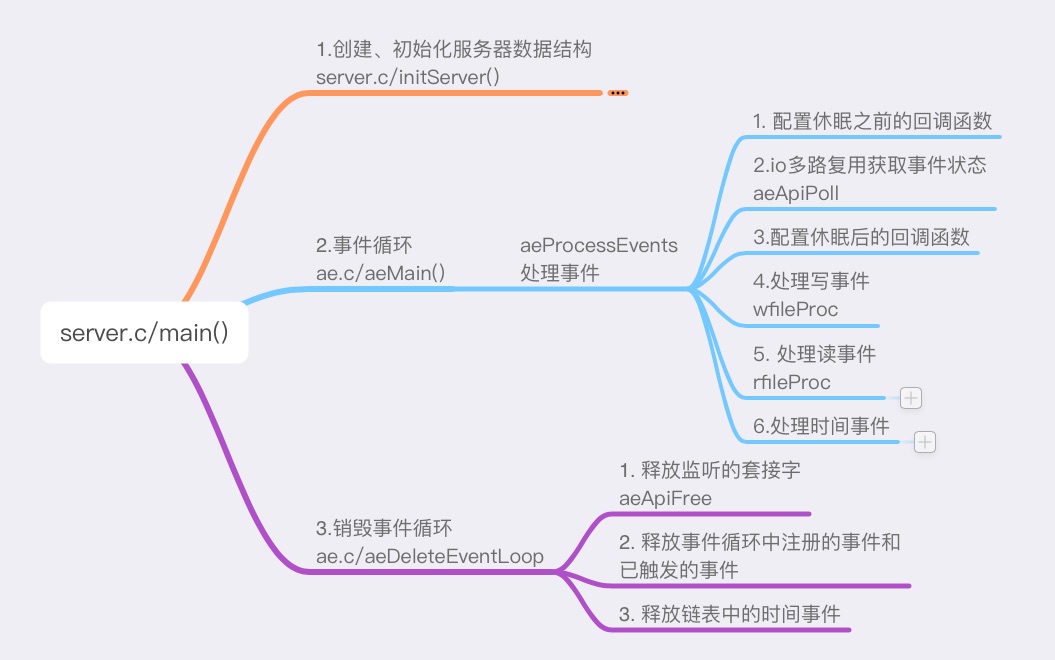 1.创建、初始化服务器数据结构
server.c/initServer()
1. 配置休眠之前的回调函数
2.io多路复用获取事件状态
aeApiPoll
3.配置休眠后的回调函数
2.事件循环
ae.c/aeMain()
aeProcessEvents
处理事件
4.处理写事件
wfileProc
server.c/main()
5. 处理读事件
rfileProc
6.处理时间事件
1. 释放监听的套接字
aeApiFree
3.销毁事件循环
ae.c/aeDeleteEventLoop
2. 释放事件循环中注册的事件和
已触发的事件
3. 释放链表中的时间事件